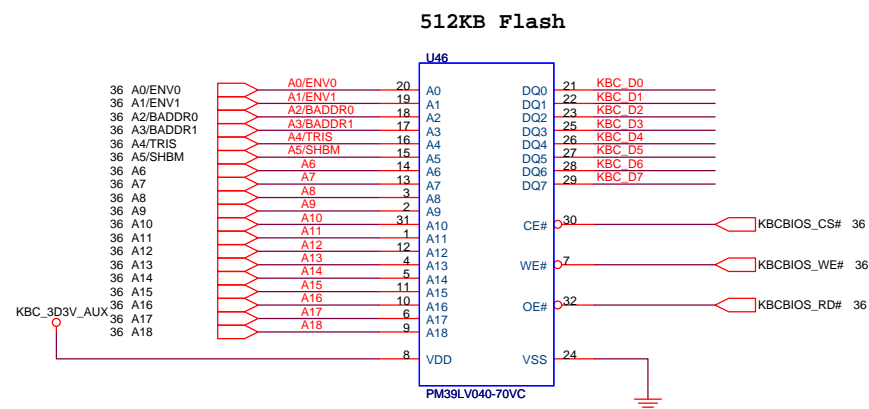 512KB Flash
U46
36 A0/ENV0 A0/ENV0 20 A0 DQ0 21 KBC_D0
36 A1/ENV1 A1/ENV1 19 A1 DQ1 22 KBC_D1
36 A2/BADDR0 A2/BADDR0 18 A2 DQ2 23 KBC_D2
36 A3/BADDR1 A3/BADDR1 17 A3 DQ3 25 KBC_D3
36 A4/TRIS A4/TRIS 16 A4 DQ4 26 KBC_D4
36 A5/SHBM A5/SHBM 15 A5 DQ5 27 KBC_D5
36 A6 A6 14 A6 DQ6 28 KBC_D6
36 A7 A7 13 A7 DQ7 29 KBC_D7
36 A8 A8 3 A8
36 A9 A9 2 A9
36 A10 A10 31 A10 CE# 30 KBCBIOS_CS# 36
36 A11 A11 1 A11
36 A12 A12 12 A12
36 A13 A13 4 A13 WE# 7 KBCBIOS_WE# 36
36 A14 A14 5 A14
36 A15 A15 11 A15
36 A16 A16 10 A16 OE# 32 KBCBIOS_RD# 36
KBC_3D3V_AUX
36 A17 A17 6 A17
36 A18 A18 9 A18
8 VDD VSS 24
PM39LV040-70VC